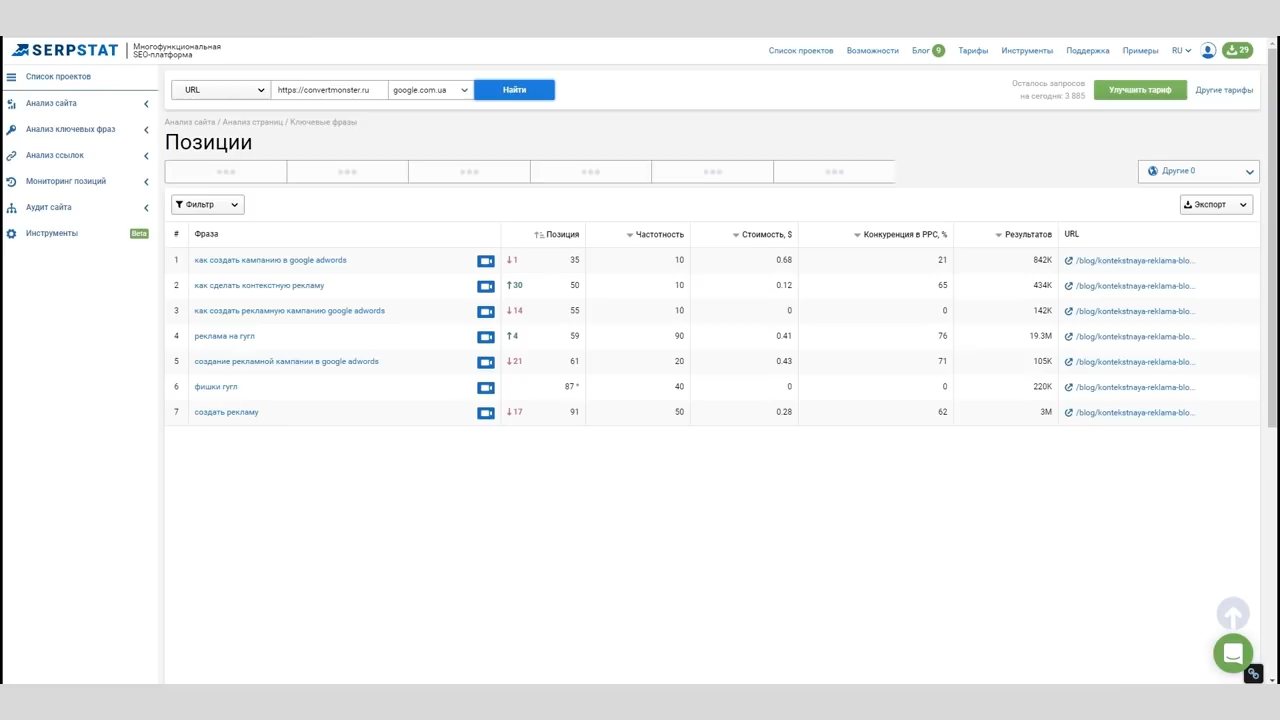 SERPSTAT
Многофункциональная
SEO-платформа
Список проектов Возможности Блог 9 Тарифы Инструменты Поддержка Примеры RU 29
Список проектов
Анализ сайта
Анализ ключевых фраз
Анализ ссылок
Мониторинг позиций
Аудит сайта
Инструменты Beta
URL https://convertmonster.ru google.com.ua Найти
Осталось запросов
на сегодня: 3 885
Улучшить тариф Другие тарифы
Анализ сайта / Анализ страниц / Ключевые фразы
Позиции
Другие 0
Фильтр Экспорт
# Фраза Позиция Частотность Стоимость, $ Конкуренция в PPC, % Результатов URL
1 как создать кампанию в google adwords 1 35 10 0.68 21 842K /blog/kontekstnaya-reklama-blo...
2 как сделать контекстную рекламу 30 50 10 0.12 65 434K /blog/kontekstnaya-reklama-blo...
3 как создать рекламную кампанию google adwords 14 55 10 0 0 142K /blog/kontekstnaya-reklama-blo...
4 реклама на гугл 4 59 90 0.41 76 19.3M /blog/kontekstnaya-reklama-blo...
5 создание рекламной кампании в google adwords 21 61 20 0.43 71 105K /blog/kontekstnaya-reklama-blo...
6 фишки гугл 87 * 40 0 0 220K /blog/kontekstnaya-reklama-blo...
7 создать рекламу 17 91 50 0.28 62 3M /blog/kontekstnaya-reklama-blo...